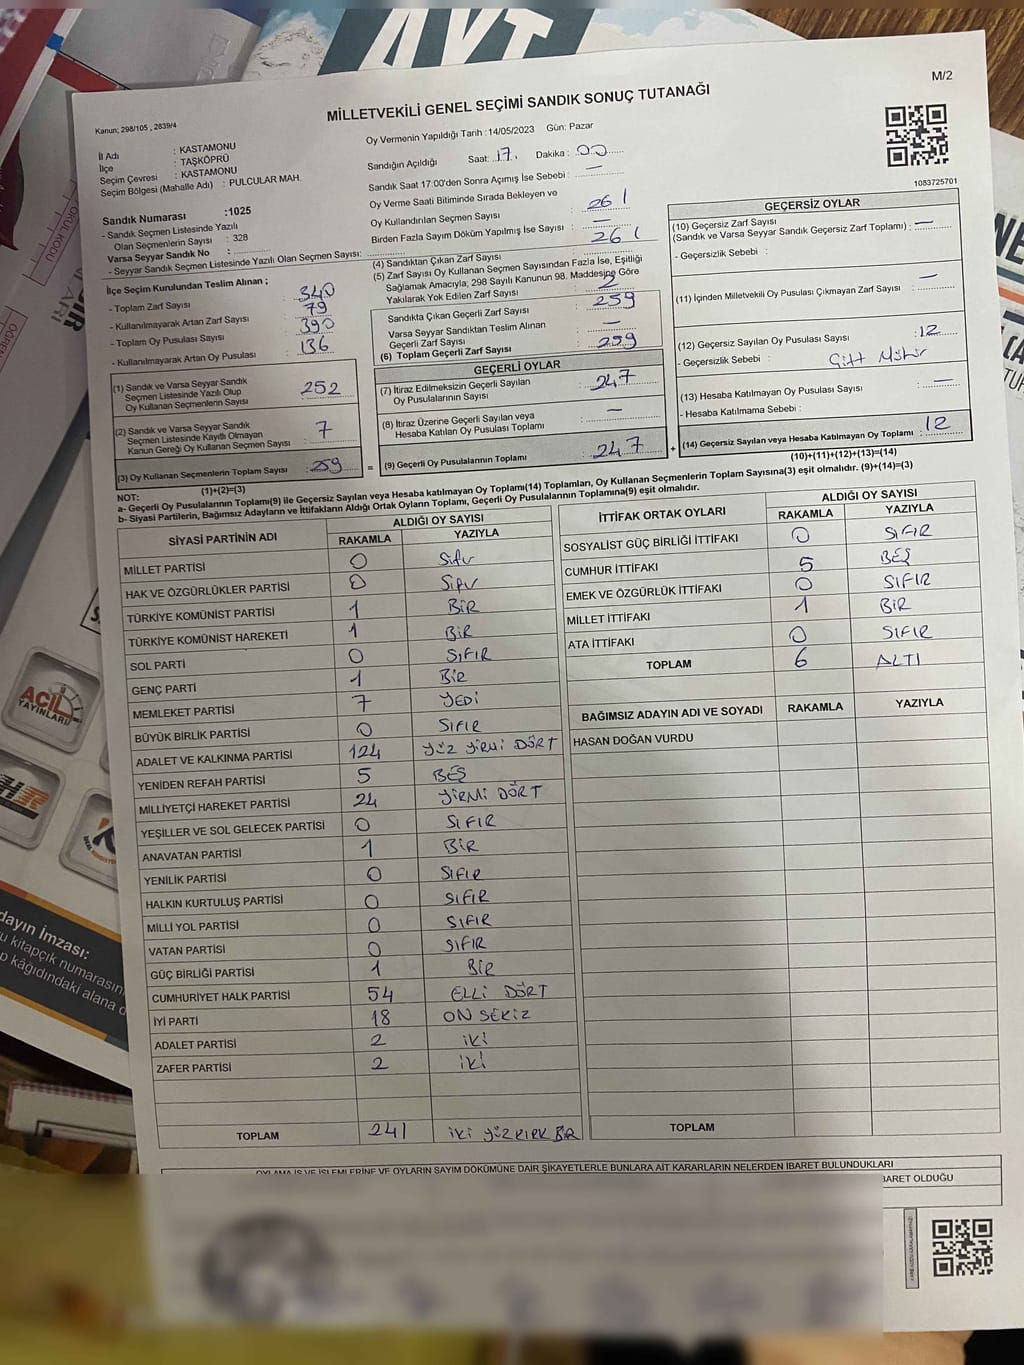 AYT
M/2
MİLLETVEKİLİ GENEL SEÇİMİ SANDIK SONUÇ TUTANAĞI
Kanun; 298/105 , 2839/4
İl Adı : KASTAMONU
İlçe : TAŞKÖPRÜ
Seçim Çevresi : KASTAMONU
Seçim Bölgesi (Mahalle Adı) : PULCULAR MAH.
Sandık Numarası :1025
- Sandık Seçmen Listesinde Yazılı
Olan Seçmenlerin Sayısı : 328
Varsa Seyyar Sandık No :
- Seyyar Sandık Seçmen Listesinde Yazılı Olan Seçmen Sayısı:
Oy Vermenin Yapıldığı Tarih :14/05/2023 Gün: Pazar
Sandığın Açıldığı Saat: 17. Dakika : 00
Sandık Saat 17:00'den Sonra Açımış İse Sebebi : —
Oy Verme Saati Bitiminde Sırada Bekleyen ve
Oy Kullandırılan Seçmen Sayısı : 261
Birden Fazla Sayım Döküm Yapılmış İse Sayısı : —
(4) Sandıktan Çıkan Zarf Sayısı : 261
(5) Zarf Sayısı Oy Kullanan Seçmen Sayısından Fazla İse, Eşitliği
Sağlamak Amacıyla; 298 Sayılı Kanunun 98. Maddesine Göre
Yakılarak Yok Edilen Zarf Sayısı : 2
Sandıkta Çıkan Geçerli Zarf Sayısı : 259
Varsa Seyyar Sandıktan Teslim Alınan
Geçerli Zarf Sayısı : —
(6) Toplam Geçerli Zarf Sayısı : 259
1083725701
İlçe Seçim Kurulundan Teslim Alınan ;
- Toplam Zarf Sayısı : 340
- Kullanılmayarak Artan Zarf Sayısı : 79
- Toplam Oy Pusulası Sayısı : 390
- Kullanılmayarak Artan Oy Pusulası : 136
(1) Sandık ve Varsa Seyyar Sandık
Seçmen Listesinde Yazılı Olup
Oy Kullanan Seçmenlerin Sayısı : 252
(2) Sandık ve Varsa Seyyar Sandık
Seçmen Listesinde Kayıtlı Olmayan
Kanun Gereği Oy Kullanan Seçmen Sayısı : 7
(3) Oy Kullanan Seçmenlerin Toplam Sayısı : 259
(1)+(2)=(3)
GEÇERLİ OYLAR
(7) İtiraz Edilmeksizin Geçerli Sayılan
Oy Pusulalarının Sayısı : 247
(8) İtiraz Üzerine Geçerli Sayılan veya
Hesaba Katılan Oy Pusulası Toplamı : —
= (9) Geçerli Oy Pusulalarının Toplamı : 247 +
GEÇERSİZ OYLAR
(10) Geçersiz Zarf Sayısı
(Sandık ve Varsa Seyyar Sandık Geçersiz Zarf Toplamı) : —
- Geçersizlik Sebebi :
(11) İçinden Milletvekili Oy Pusulası Çıkmayan Zarf Sayısı : —
(12) Geçersiz Sayılan Oy Pusulası Sayısı : 12
- Geçersizlik Sebebi : Çift Mühür
(13) Hesaba Katılmayan Oy Pusulası Sayısı : —
- Hesaba Katılmama Sebebi :
(14) Geçersiz Sayılan veya Hesaba Katılmayan Oy Toplamı : 12
(10)+(11)+(12)+(13)=(14)
NOT:
a- Geçerli Oy Pusulalarının Toplamı(9) ile Geçersiz Sayılan veya Hesaba katılmayan Oy Toplamı(14) Toplamları, Oy Kullanan Seçmenlerin Toplam Sayısına(3) eşit olmalıdır. (9)+(14)=(3)
b- Siyasi Partilerin, Bağımsız Adayların ve İttifakların Aldığı Ortak Oyların Toplamı, Geçerli Oy Pusulalarının Toplamına(9) eşit olmalıdır.
SİYASİ PARTİNİN ADI ALDIĞI OY SAYISI
RAKAMLA YAZIYLA
MİLLET PARTİSİ 0 Sıfır
HAK VE ÖZGÜRLÜKLER PARTİSİ 0 Sıfır
TÜRKİYE KOMÜNİST PARTİSİ 1 BİR
TÜRKİYE KOMÜNİST HAREKETİ 1 BİR
SOL PARTİ 0 SIFIR
GENÇ PARTİ 1 BİR
MEMLEKET PARTİSİ 7 YEDİ
BÜYÜK BİRLİK PARTİSİ 0 SIFIR
ADALET VE KALKINMA PARTİSİ 124 YÜZ YİRMİ DÖRT
YENİDEN REFAH PARTİSİ 5 BEŞ
MİLLİYETÇİ HAREKET PARTİSİ 24 YİRMİ DÖRT
YEŞİLLER VE SOL GELECEK PARTİSİ 0 SIFIR
ANAVATAN PARTİSİ 1 BİR
YENİLİK PARTİSİ 0 SIFIR
HALKIN KURTULUŞ PARTİSİ 0 SIFIR
MİLLİ YOL PARTİSİ 0 SIFIR
VATAN PARTİSİ 0 SIFIR
GÜÇ BİRLİĞİ PARTİSİ 1 BİR
CUMHURİYET HALK PARTİSİ 54 ELLİ DÖRT
İYİ PARTİ 18 ON SEKİZ
ADALET PARTİSİ 2 İKİ
ZAFER PARTİSİ 2 İKİ
TOPLAM 241 İKİ YÜZ KIRK BİR
İTTİFAK ORTAK OYLARI ALDIĞI OY SAYISI
RAKAMLA YAZIYLA
SOSYALİST GÜÇ BİRLİĞİ İTTİFAKI 0 SIFIR
CUMHUR İTTİFAKI 5 BEŞ
EMEK VE ÖZGÜRLÜK İTTİFAKI 0 SIFIR
MİLLET İTTİFAKI 1 BİR
ATA İTTİFAKI 0 SIFIR
TOPLAM 6 ALTI
BAĞIMSIZ ADAYIN ADI VE SOYADI RAKAMLA YAZIYLA
HASAN DOĞAN VURDU
TOPLAM
OYLAMA İŞ VE İŞLEMLERİNE VE OYLARIN SAYIM DÖKÜMÜNE DAİR ŞİKAYETLERLE BUNLARA AİT KARARLARIN NELERDEN İBARET BULUNDUKLARI
BARET OLDUĞU
OKUL KODU
ACİL
YAYINLARI
dayın İmzası:
u kitapçık numarasın
p kâğıdındaki alana